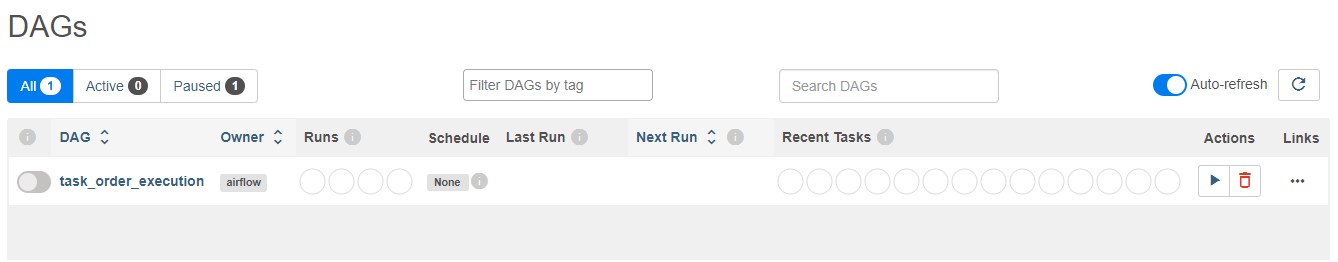 DAGs
All 1 Active 0 Paused 1 Filter DAGs by tag Search DAGs Auto-refresh
i DAG Owner Runs i Schedule Last Run i Next Run i Recent Tasks i Actions Links
task_order_execution airflow None i